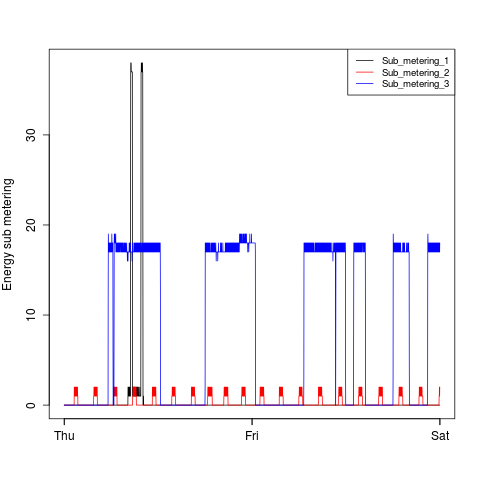 Sub_metering_1
Sub_metering_2
Sub_metering_3
Energy sub metering
30
20
10
0
Thu
Fri
Sat